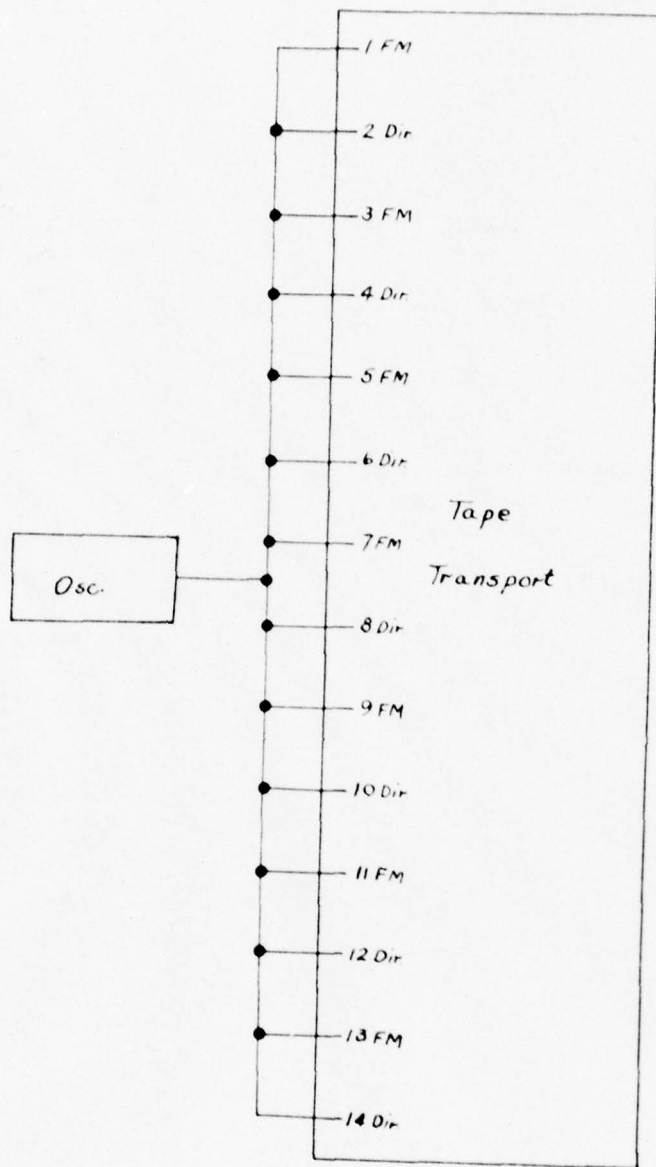 1 FM
2 Dir.
3 FM
4 Dir.
5 FM
6 Dir.
7 FM
8 Dir.
9 FM
10 Dir.
11 FM
12 Dir.
13 FM
14 Dir.
Osc.
Tape
Transport